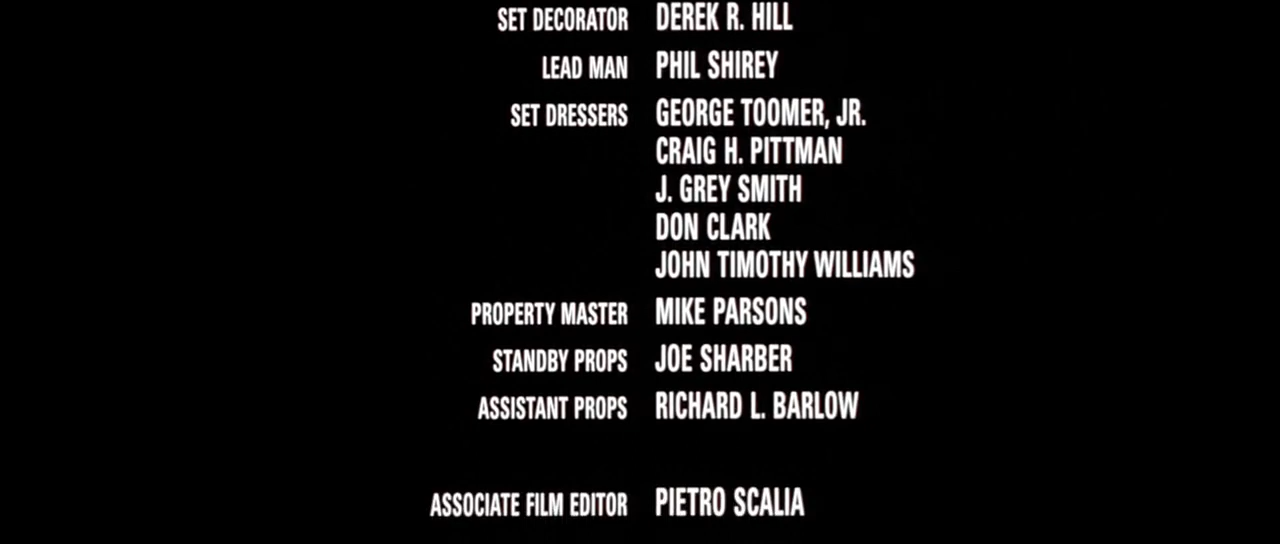 SET DECORATOR DEREK R. HILL
LEAD MAN PHIL SHIREY
SET DRESSERS GEORGE TOOMER, JR.
CRAIG H. PITTMAN
J. GREY SMITH
DON CLARK
JOHN TIMOTHY WILLIAMS
PROPERTY MASTER MIKE PARSONS
STANDBY PROPS JOE SHARBER
ASSISTANT PROPS RICHARD L. BARLOW
ASSOCIATE FILM EDITOR PIETRO SCALIA